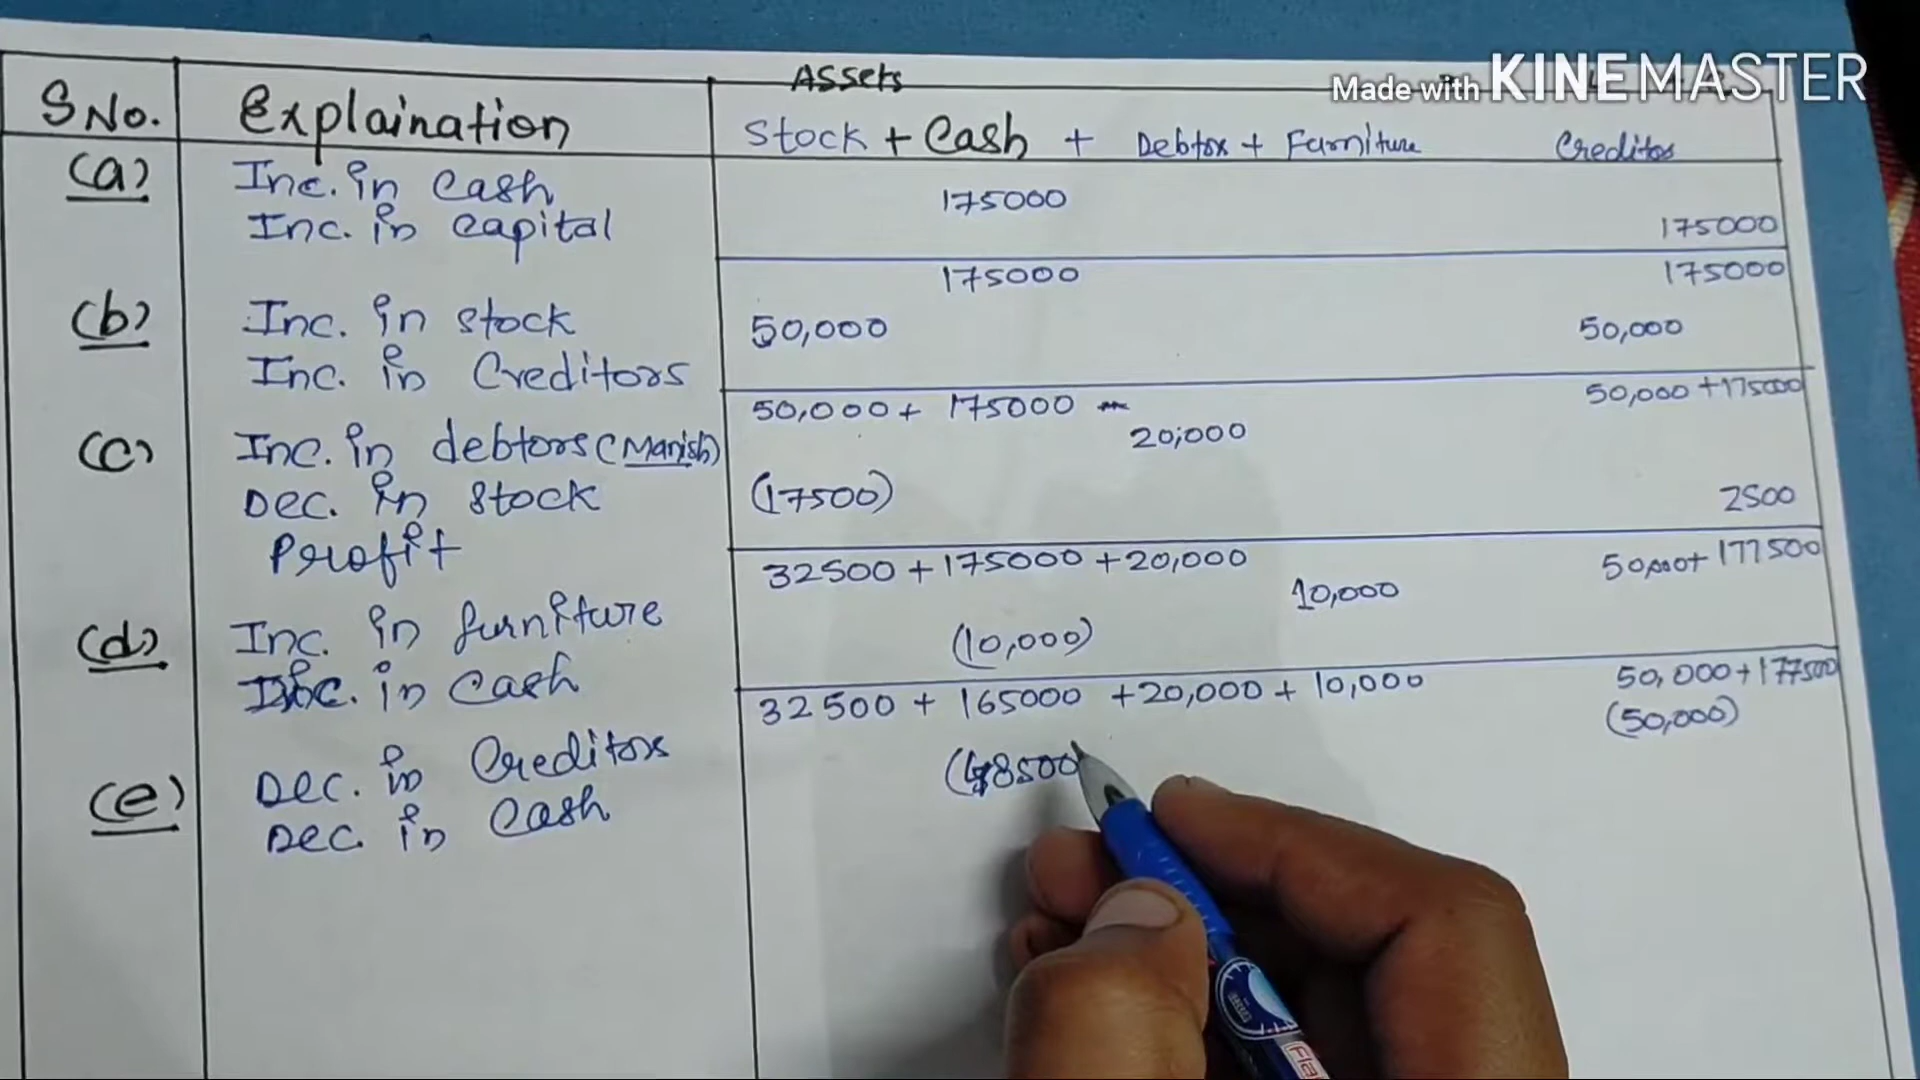 Assets
Made with KINEMASTER
S No. Explaination Stock + Cash + Debtor + Furniture Creditos
(a) Inc. in cash 175000
Inc. in capital 175000
175000 175000
(b) Inc. in stock 50,000 50,000
Inc. in Creditors
50,000 + 175000 50,000 + 175000
(c) Inc. in debtors (Manish) 20,000
Dec. in stock (17500) 2500
Profit
32500 + 175000 + 20,000 50,000 + 177500
(d) Inc. in furniture 10,000
Dec. in cash (10,000)
32500 + 165000 + 20,000 + 10,000 50,000 + 177500
(e) Dec. in Creditors (50,000)
Dec. in cash (48500